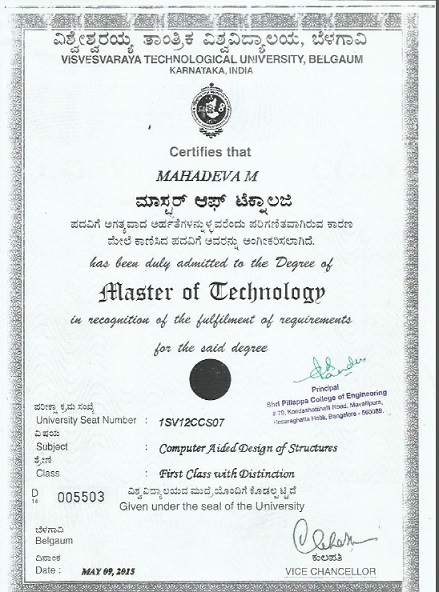 ವಿಶ್ವೇಶ್ವರಯ್ಯ ತಾಂತ್ರಿಕ ವಿಶ್ವವಿದ್ಯಾಲಯ, ಬೆಳಗಾವಿ
VISVESVARAYA TECHNOLOGICAL UNIVERSITY, BELGAUM
KARNATAKA, INDIA
Certifies that
MAHADEVA M
ಮಾಸ್ಟರ್ ಆಫ್ ಟೆಕ್ನಾಲಜಿ
ಪದವಿಗೆ ಅಗತ್ಯವಾದ ಅರ್ಹತೆಗಳನ್ನುಳ್ಳವರೆಂದು ಪರಿಗಣಿತವಾಗಿರುವ ಕಾರಣ
ಮೇಲೆ ಕಾಣಿಸಿದ ಪದವಿಗೆ ಅವರನ್ನು ಅಂಗೀಕರಿಸಲಾಗಿದೆ.
has been duly admitted to the Degree of
Master of Technology
in recognition of the fulfilment of requirements
for the said degree
Principal
Shri Pillappa College of Engineering
# 79, Kondashettahalli Road, Mavallipura,
Hesaraghatta Hobli, Bangalore - 560089.
ಪರೀಕ್ಷಾ ಕ್ರಮ ಸಂಖ್ಯೆ
University Seat Number : 1SV12CCS07
ವಿಷಯ
Subject : Computer Aided Design of Structures
ಶ್ರೇಣಿ
Class : First Class with Distinction
D 14 005503 ವಿಶ್ವವಿದ್ಯಾಲಯದ ಮುದ್ರೆಯೊಂದಿಗೆ ಕೊಡಲ್ಪಟ್ಟಿದೆ
Given under the seal of the University
ಬೆಳಗಾವಿ
Belgaum
ದಿನಾಂಕ ಕುಲಪತಿ
Date : MAY 09, 2015 VICE CHANCELLOR